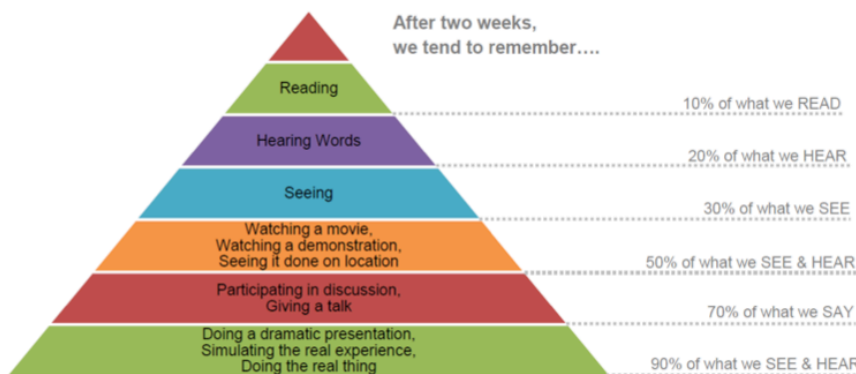 After two weeks,
we tend to remember....
Reading
10% of what we READ
Hearing Words
20% of what we HEAR
Seeing
30% of what we SEE
Watching a movie,
Watching a demonstration,
Seeing it done on location
50% of what we SEE & HEAR
Participating in discussion,
Giving a talk
70% of what we SAY
Doing a dramatic presentation,
Simulating the real experience,
Doing the real thing
90% of what we SEE & HEAR